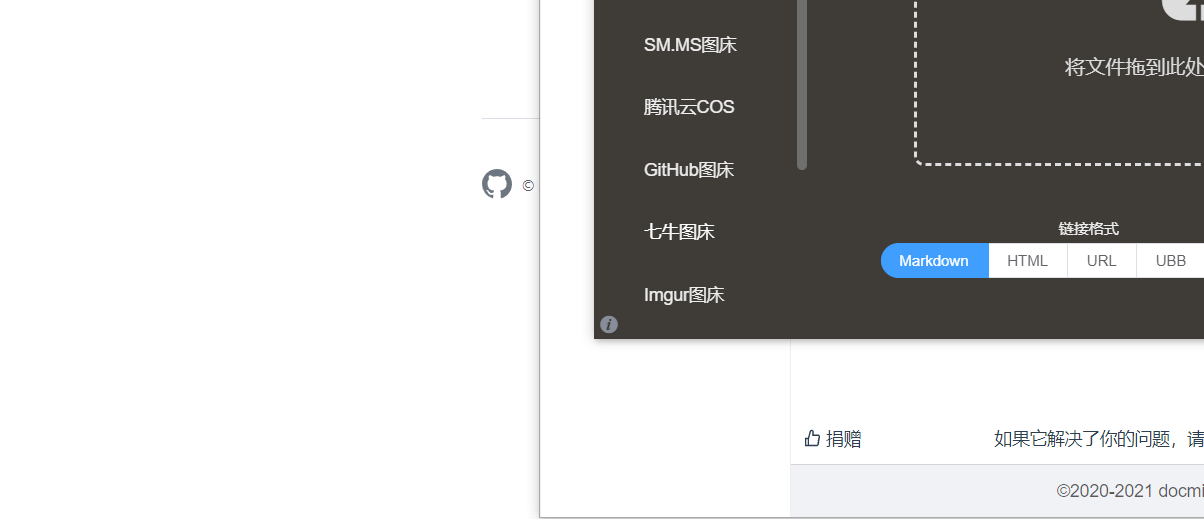 SM.MS图床
将文件拖到此处
腾讯云COS
GitHub图床
©
七牛图床
链接格式
Markdown HTML URL UBB
Imgur图床
捐赠
如果它解决了你的问题，请
©2020-2021 docmi